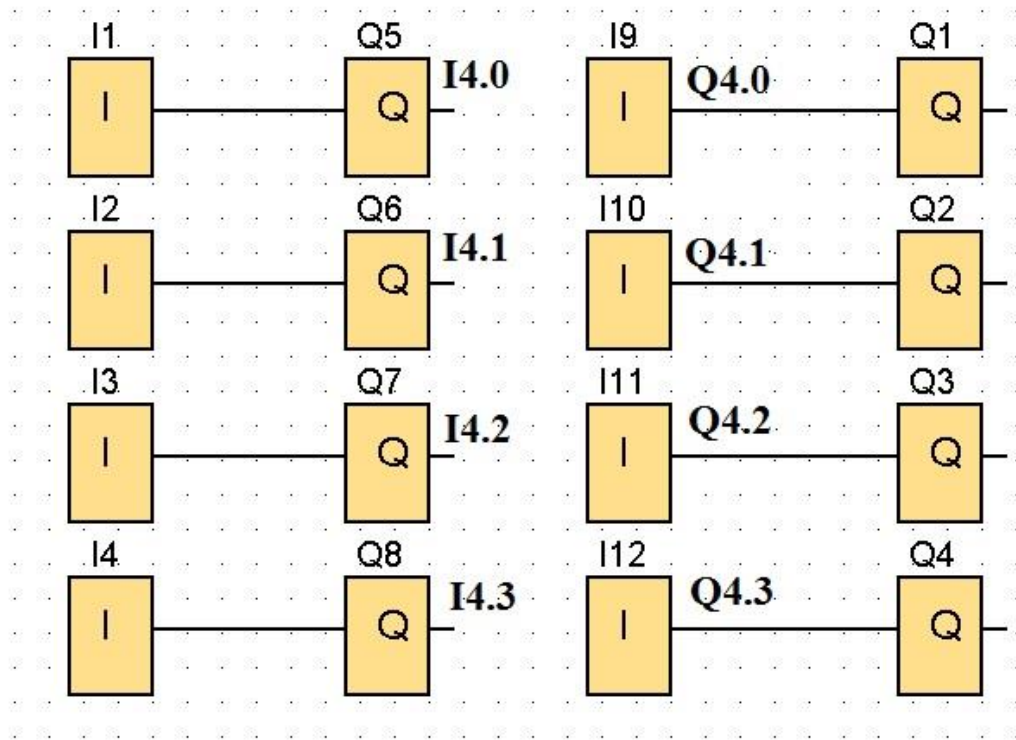 I1 Q5 I9 Q1
I Q I4.0 I Q4.0 Q
I2 Q6 I10 Q2
I Q I4.1 I Q4.1 Q
I3 Q7 I11 Q3
I Q I4.2 I Q4.2 Q
I4 Q8 I12 Q4
I Q I4.3 I Q4.3 Q